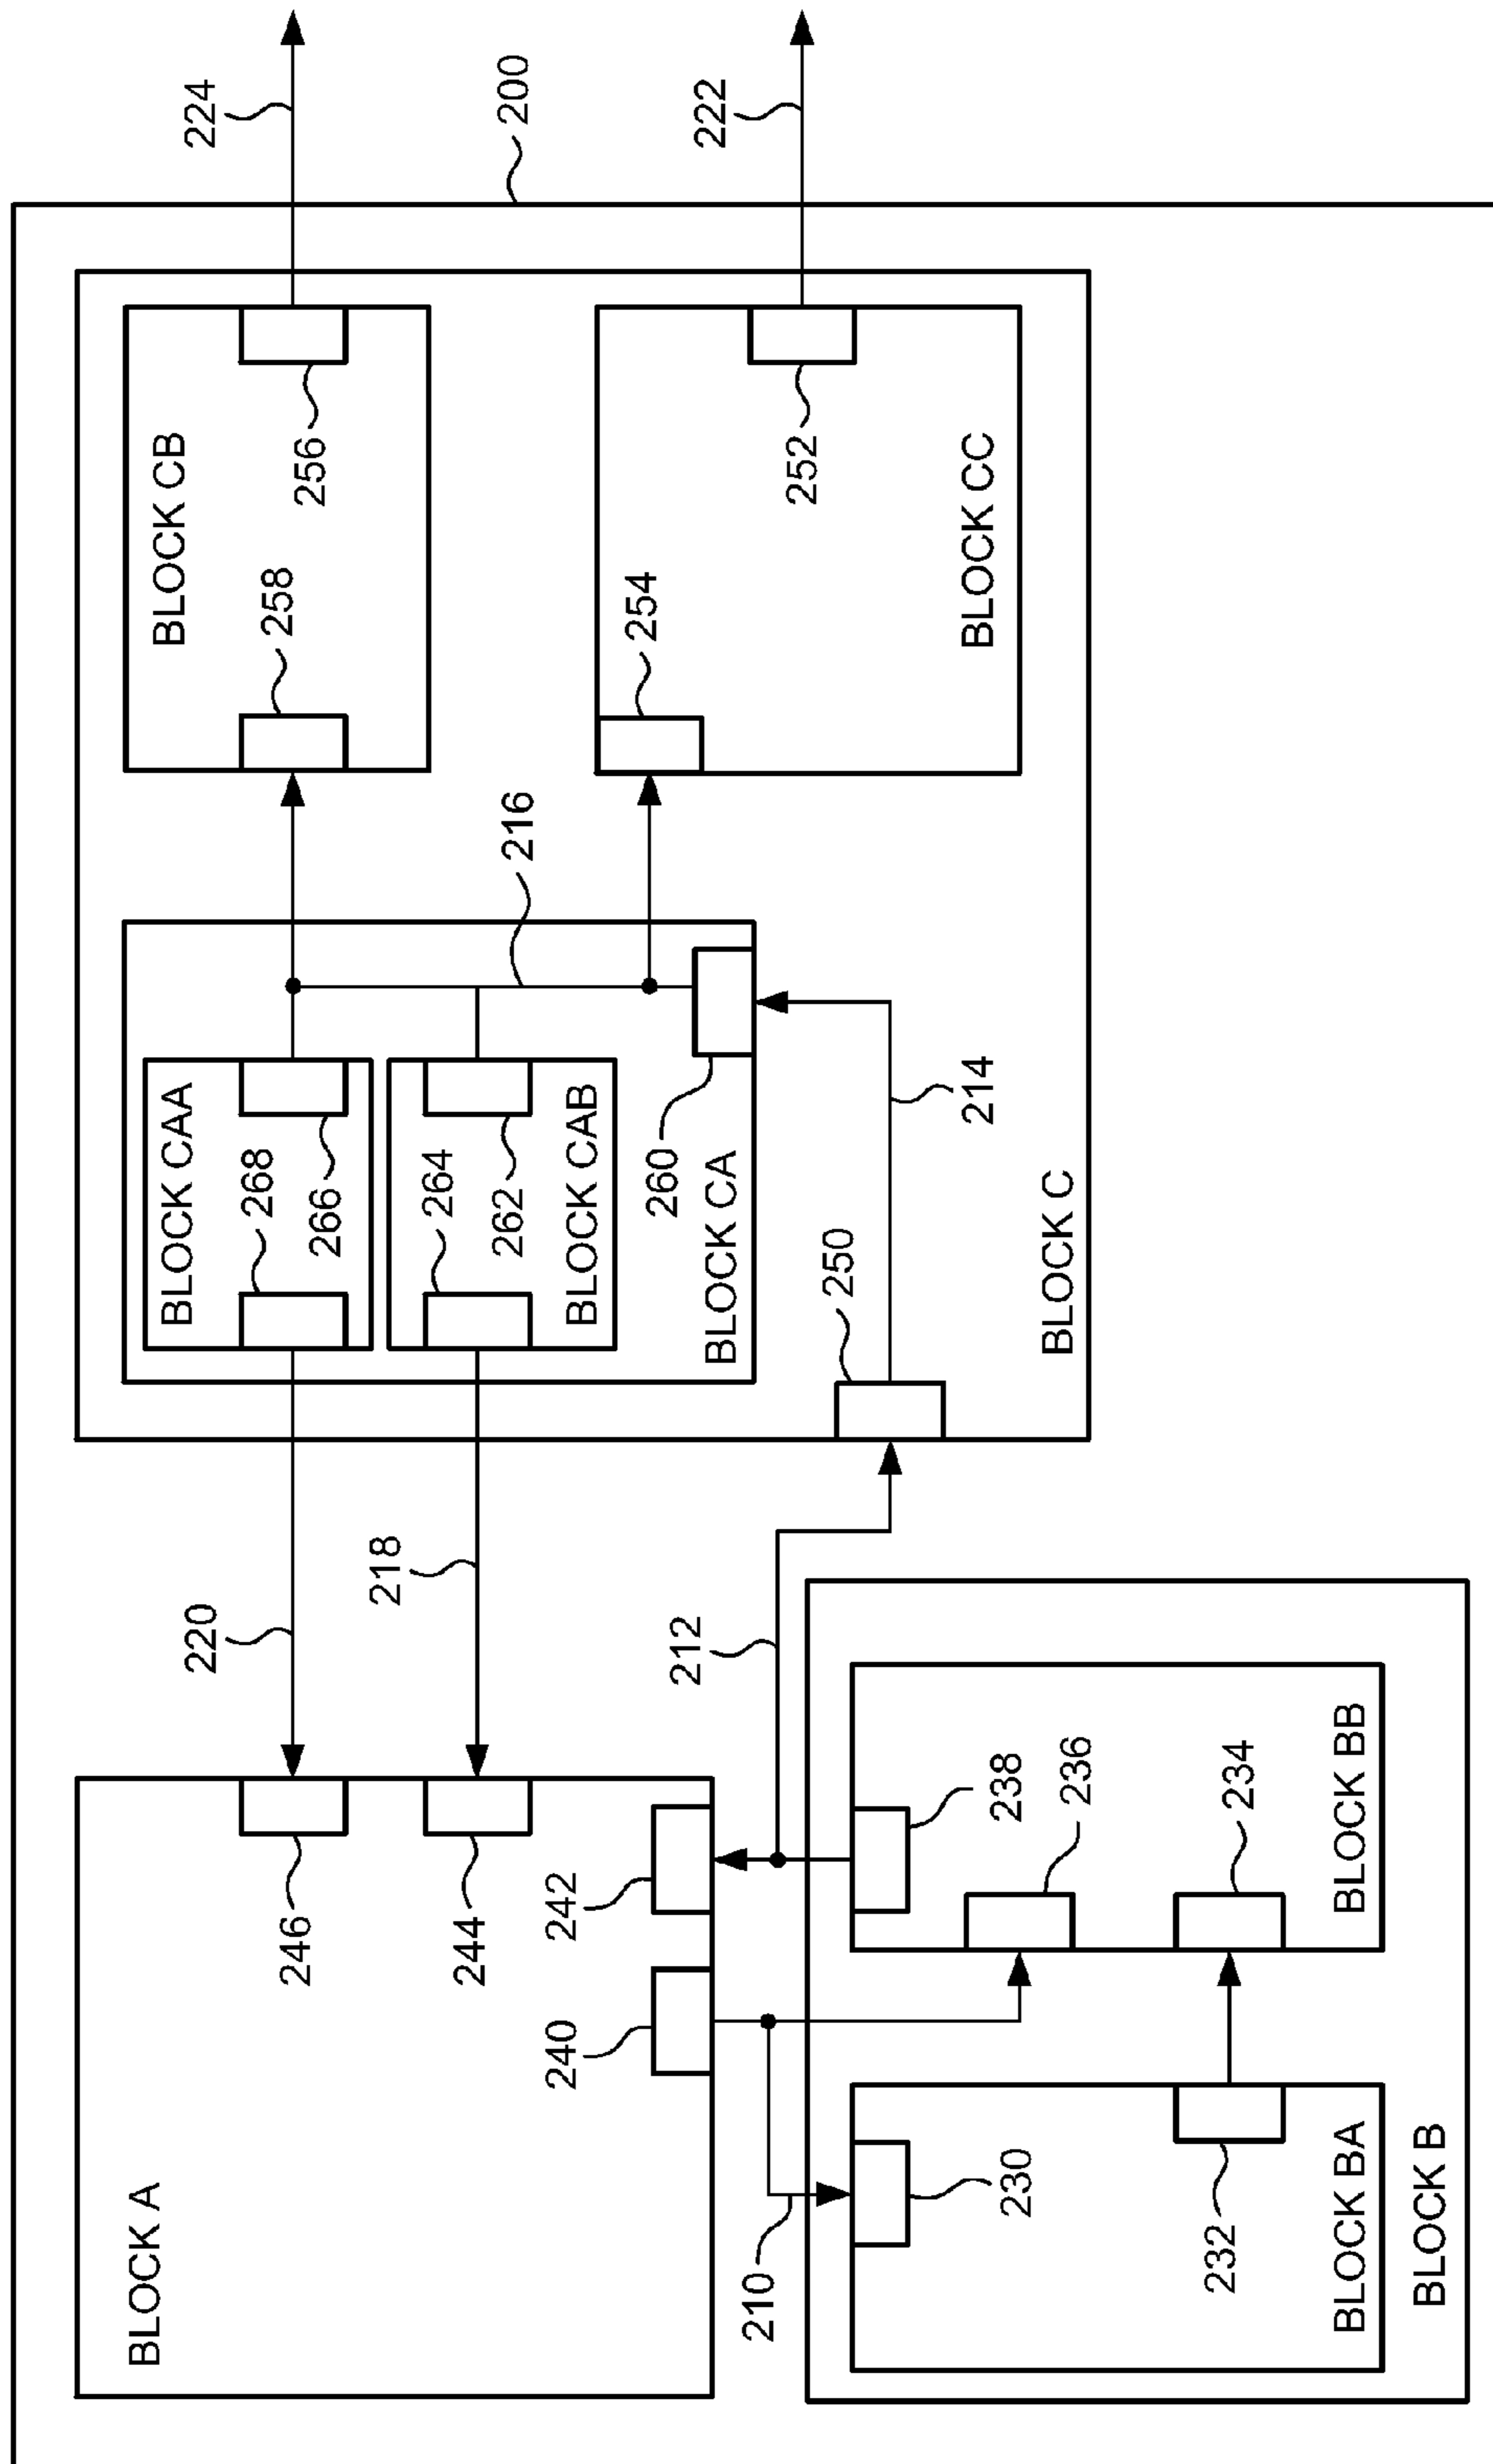 224
200
222
BLOCK CB
256
258
BLOCK CC
252
254
216
BLOCK CAA
268
266
BLOCK CAB
264
262
BLOCK CA
260
214
250
BLOCK C
220
218
212
BLOCK A
246
244
242
240
210
BLOCK BB
238
236
234
BLOCK BA
230
232
BLOCK B